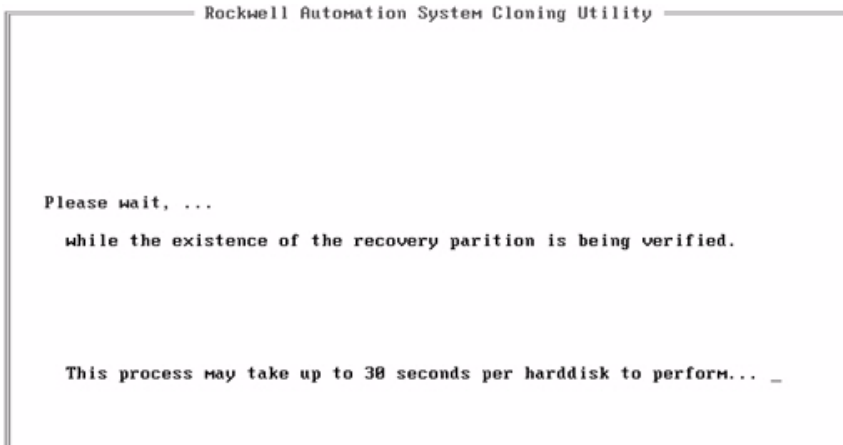 Rockwell Automation System Cloning Utility
Please wait, ...
while the existence of the recovery parition is being verified.
This process may take up to 30 seconds per harddisk to perform... _